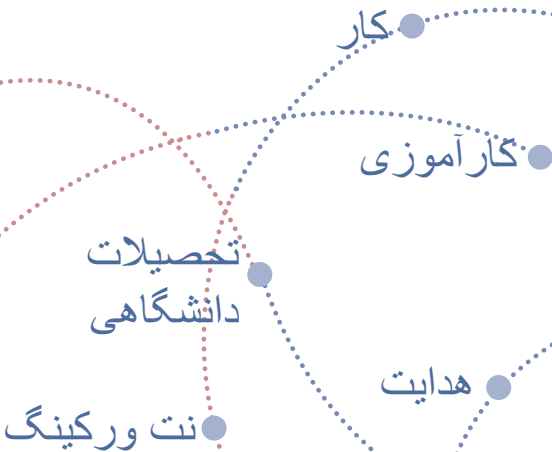 کار
کارآموزی
تحصیلات
دانشگاهی
هدایت
نت ورکینگ